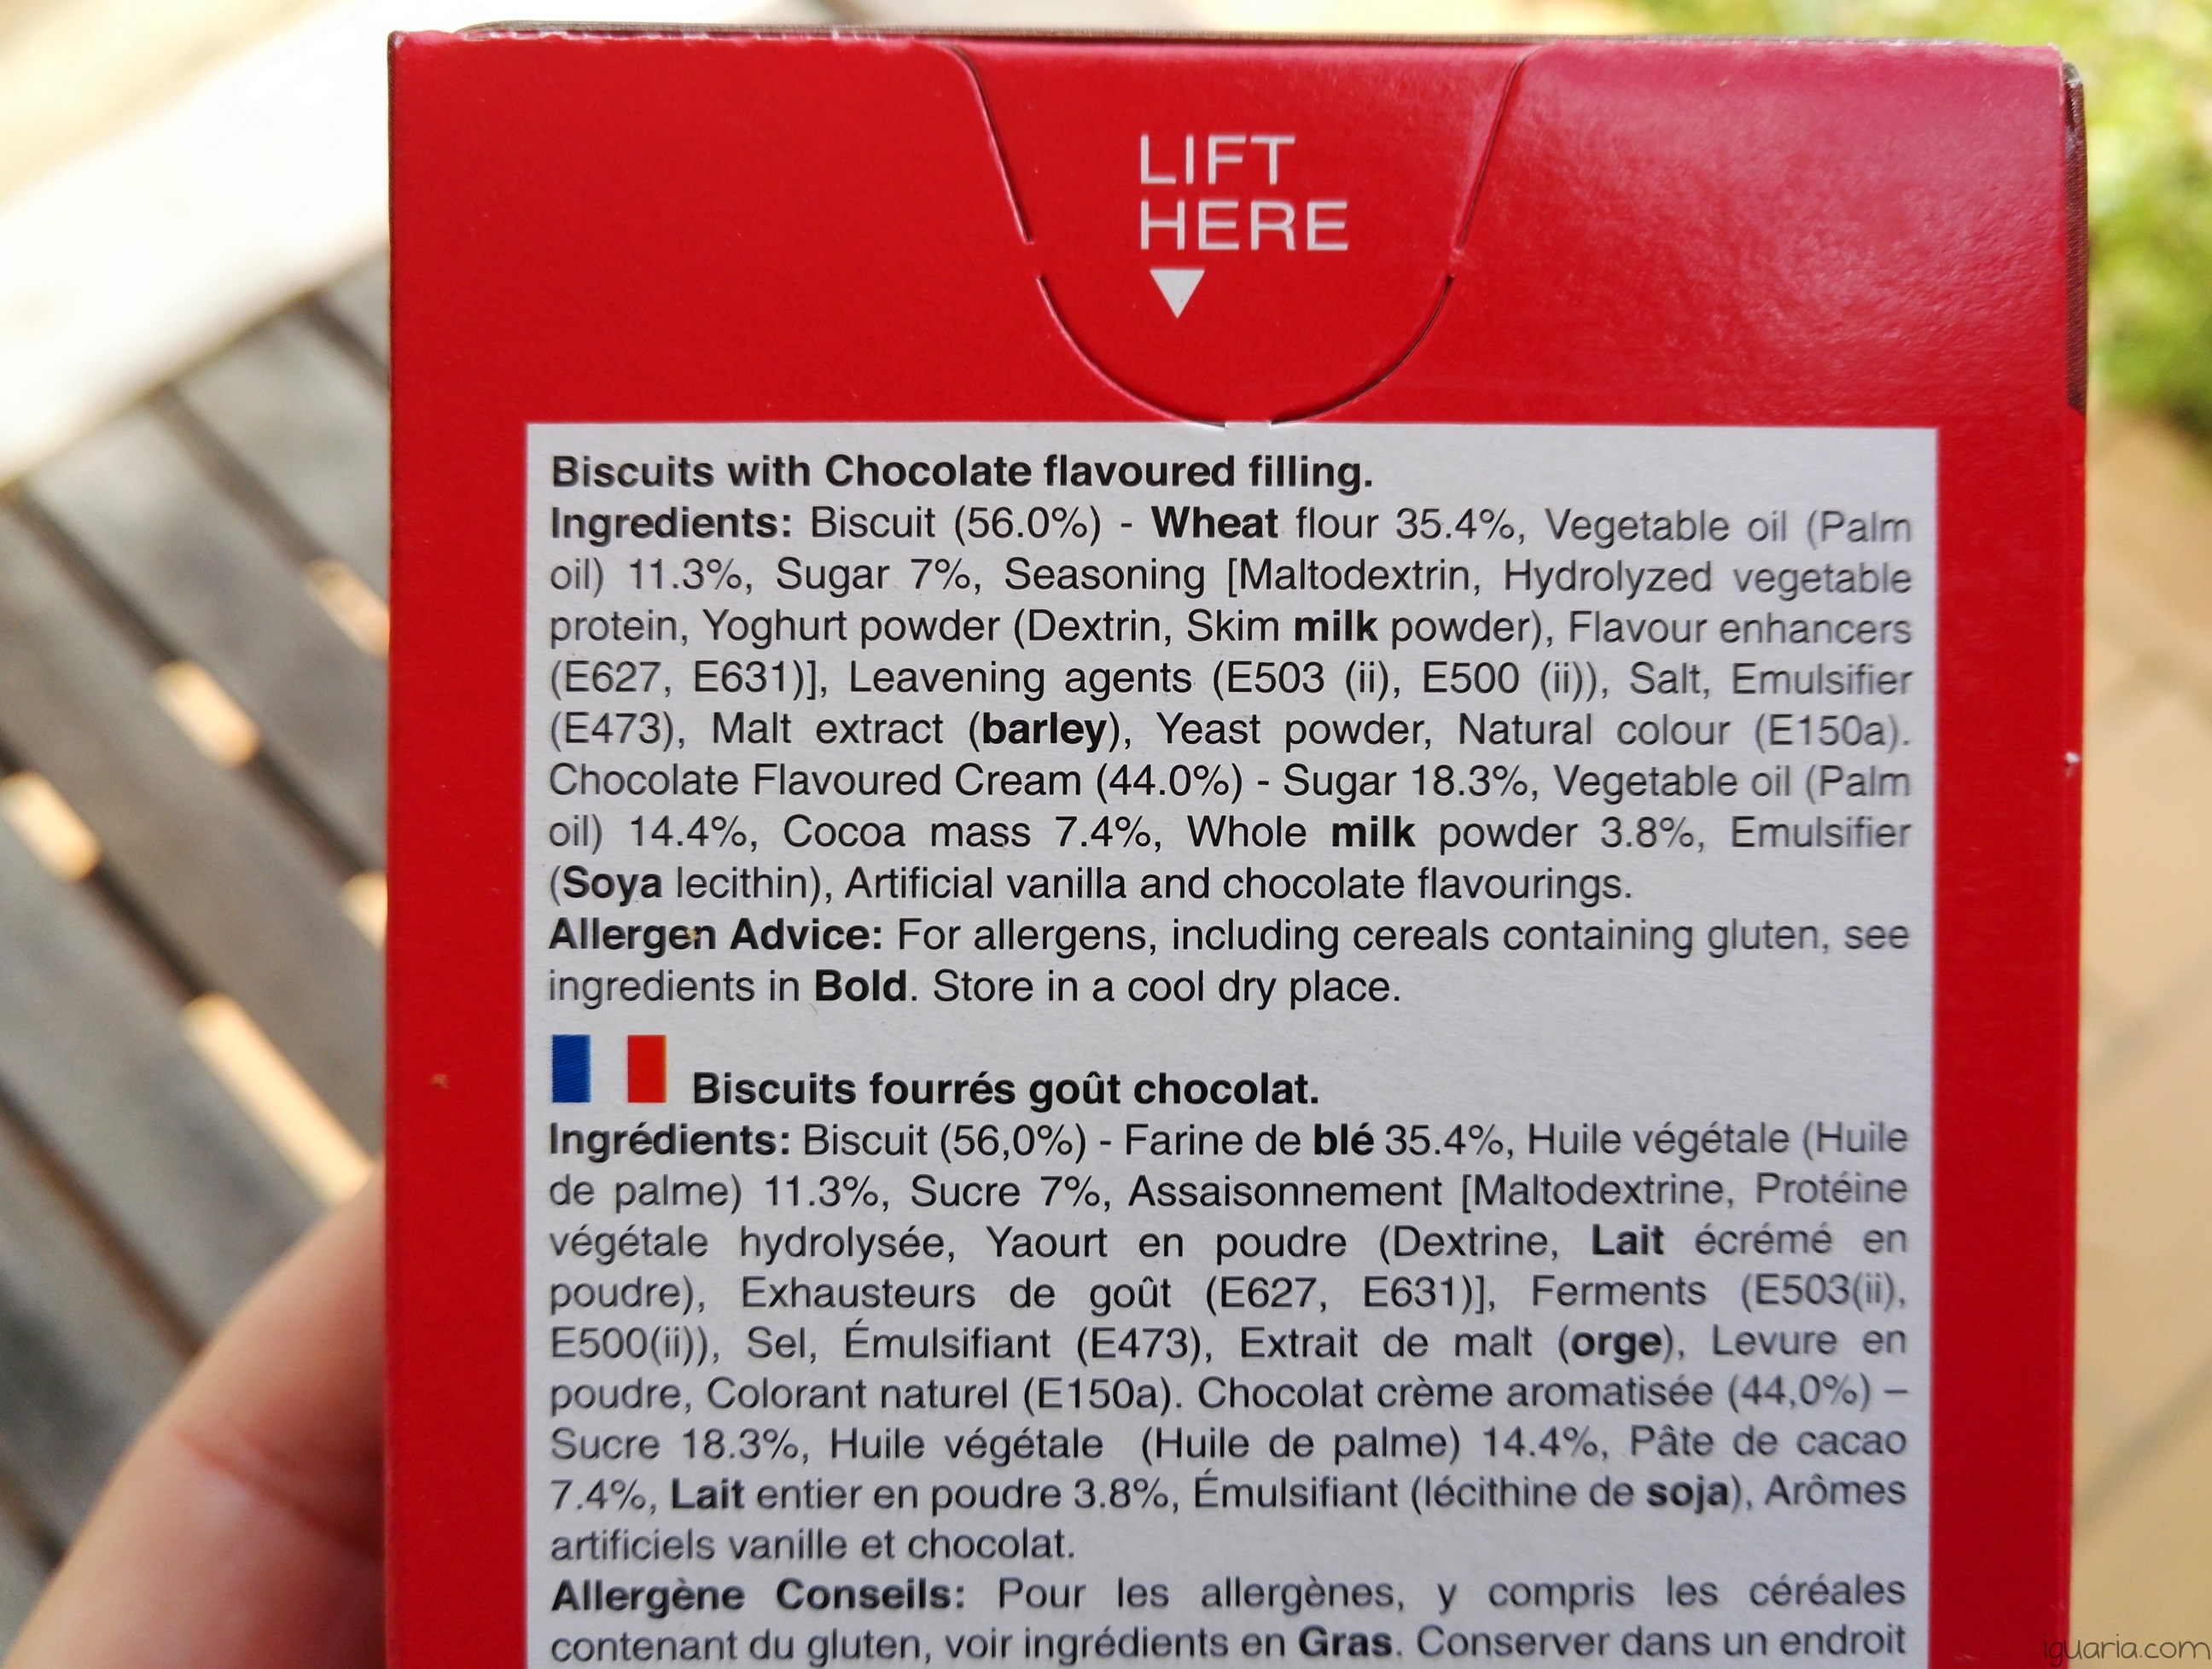 LIFT
HERE
Biscuits with Chocolate flavoured filling.
Ingredients: Biscuit (56.0%) - Wheat flour 35.4%, Vegetable oil (Palm
oil) 11.3%, Sugar 7%, Seasoning [Maltodextrin, Hydrolyzed vegetable
protein, Yoghurt powder (Dextrin, Skim milk powder), Flavour enhancers
(E627, E631)], Leavening agents (E503 (ii), E500 (ii)), Salt, Emulsifier
(E473), Malt extract (barley), Yeast powder, Natural colour (E150a).
Chocolate Flavoured Cream (44.0%) - Sugar 18.3%, Vegetable oil (Palm
oil) 14.4%, Cocoa mass 7.4%, Whole milk powder 3.8%, Emulsifier
(Soya lecithin), Artificial vanilla and chocolate flavourings.
Allergen Advice: For allergens, including cereals containing gluten, see
ingredients in Bold. Store in a cool dry place.
Biscuits fourrés goût chocolat.
Ingrédients: Biscuit (56,0%) - Farine de blé 35.4%, Huile végétale (Huile
de palme) 11.3%, Sucre 7%, Assaisonnement [Maltodextrine, Protéine
végétale hydrolysée, Yaourt en poudre (Dextrine, Lait écrémé en
poudre), Exhausteurs de goût (E627, E631)], Ferments (E503(ii),
E500(ii)), Sel, Émulsifiant (E473), Extrait de malt (orge), Levure en
poudre, Colorant naturel (E150a). Chocolat crème aromatisée (44,0%) –
Sucre 18.3%, Huile végétale (Huile de palme) 14.4%, Pâte de cacao
7.4%, Lait entier en poudre 3.8%, Émulsifiant (lécithine de soja), Arômes
artificiels vanille et chocolat.
Allergène Conseils: Pour les allergènes, y compris les céréales
contenant du gluten, voir ingrédients en Gras. Conserver dans un endroit
iguaria.com